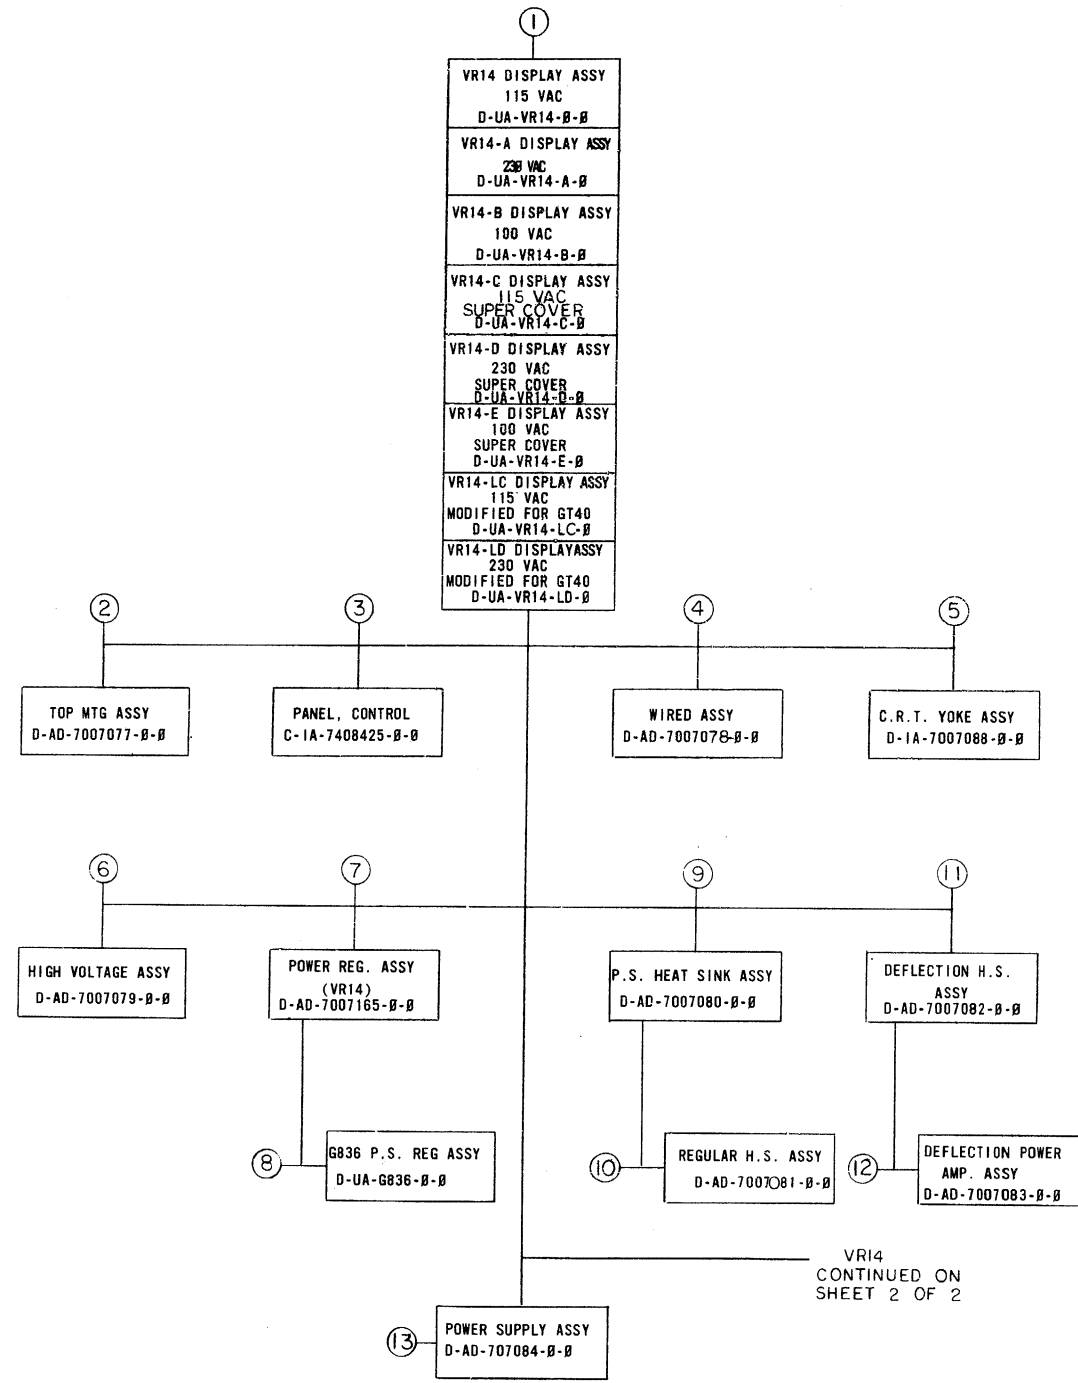 1
VR14 DISPLAY ASSY
115 VAC
D-UA-VR14-Ø-Ø
VR14-A DISPLAY ASSY
230 VAC
D-UA-VR14-A-Ø
VR14-B DISPLAY ASSY
100 VAC
D-UA-VR14-B-Ø
VR14-C DISPLAY ASSY
115 VAC
SUPER COVER
D-UA-VR14-C-Ø
VR14-D DISPLAY ASSY
230 VAC
SUPER COVER
D-UA-VR14-D-Ø
VR14-E DISPLAY ASSY
100 VAC
SUPER COVER
D-UA-VR14-E-Ø
VR14-LC DISPLAY ASSY
115 VAC
MODIFIED FOR GT40
D-UA-VR14-LC-Ø
VR14-LD DISPLAYASSY
230 VAC
MODIFIED FOR GT40
D-UA-VR14-LD-Ø
2
TOP MTG ASSY
D-AD-7007077-Ø-Ø
3
PANEL, CONTROL
C-IA-7408425-Ø-Ø
4
WIRED ASSY
D-AD-7007078-Ø-Ø
5
C.R.T. YOKE ASSY
D-IA-7007088-Ø-Ø
6
HIGH VOLTAGE ASSY
D-AD-7007079-Ø-Ø
7
POWER REG. ASSY
(VR14)
D-AD-7007165-Ø-Ø
9
P.S. HEAT SINK ASSY
D-AD-7007080-Ø-Ø
11
DEFLECTION H.S.
ASSY
D-AD-7007082-Ø-Ø
8
G836 P.S. REG ASSY
D-UA-G836-Ø-Ø
10
REGULAR H.S. ASSY
D-AD-7007081-Ø-Ø
12
DEFLECTION POWER
AMP. ASSY
D-AD-7007083-Ø-Ø
VR14
CONTINUED ON
SHEET 2 OF 2
13
POWER SUPPLY ASSY
D-AD-707084-Ø-Ø